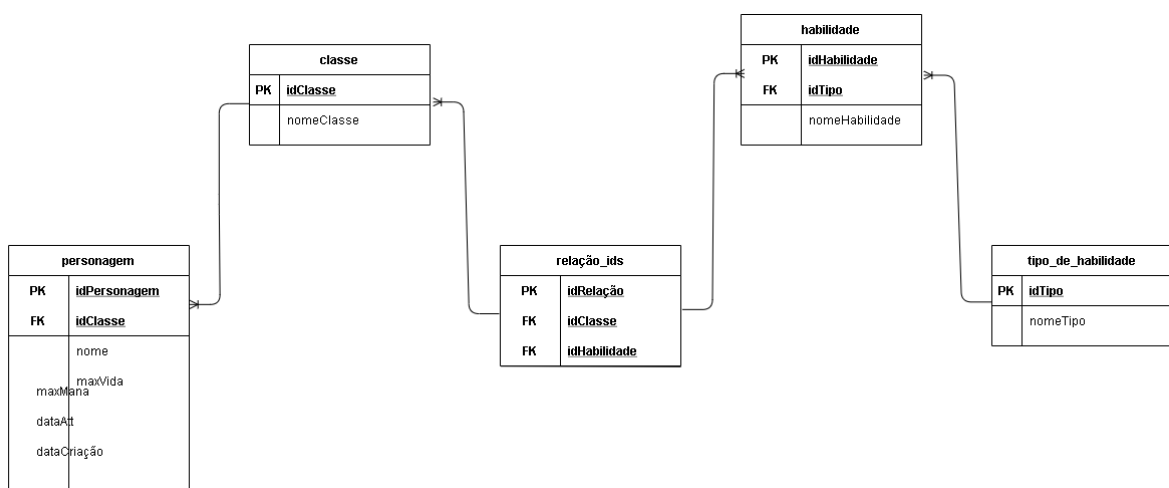 classe
PK idClasse
nomeClasse
habilidade
PK idHabilidade
FK idTipo
nomeHabilidade
personagem
PK idPersonagem
FK idClasse
nome
maxVida
maxMana
dataAtt
dataCriação
relação_ids
PK idRelação
FK idClasse
FK idHabilidade
tipo_de_habilidade
PK idTipo
nomeTipo